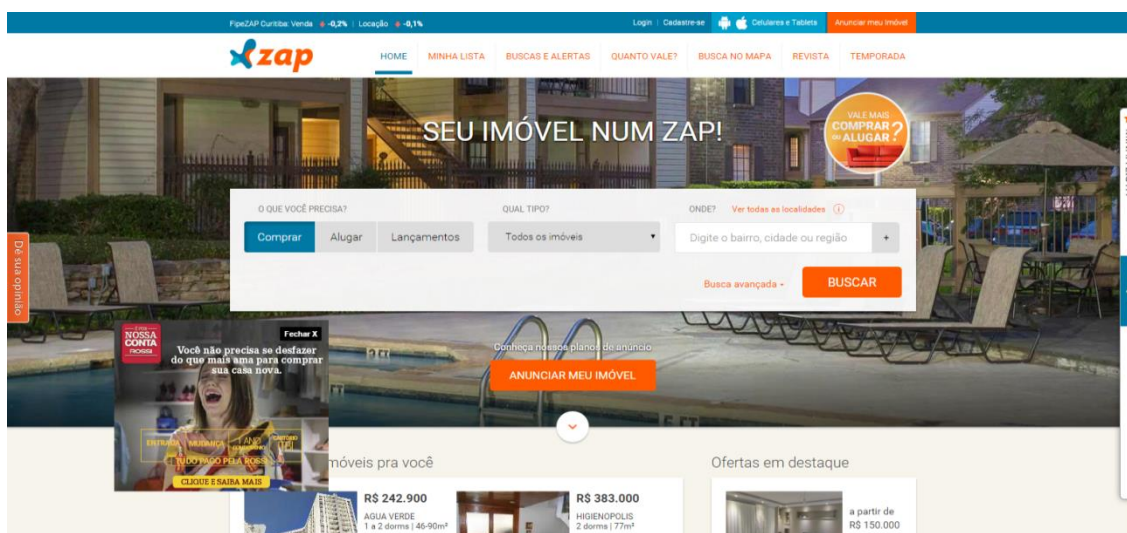 FipeZAP Curitiba: Venda -0,2% | Locação -0,1%
Login | Cadastre-se
Celulares e Tablets
Anunciar meu Imóvel
zap
HOME
MINHA LISTA
BUSCAS E ALERTAS
QUANTO VALE?
BUSCA NO MAPA
REVISTA
TEMPORADA
SEU IMÓVEL NUM ZAP!
VALE MAIS
COMPRAR
OU ALUGAR ?
O QUE VOCÊ PRECISA?
QUAL TIPO?
ONDE? Ver todas as localidades
Comprar
Alugar
Lançamentos
Todos os imóveis
Digite o bairro, cidade ou região +
Busca avançada
BUSCAR
Dê sua opinião
Conheça nossos planos de anúncio
ANUNCIAR MEU IMÓVEL
NOSSA
CONTA
ROSSI
Fechar X
Você não precisa se desfazer
do que mais ama para comprar
sua casa nova.
ENTRADA
MUDANÇA
1 ANO
TUDO PAGO PELA ROSSI
CLIQUE E SAIBA MAIS
móveis pra você
Ofertas em destaque
R$ 242.900
AGUA VERDE
1 a 2 dorms | 46-90m²
R$ 383.000
HIGIENOPOLIS
2 dorms | 77m²
a partir de
R$ 150.000